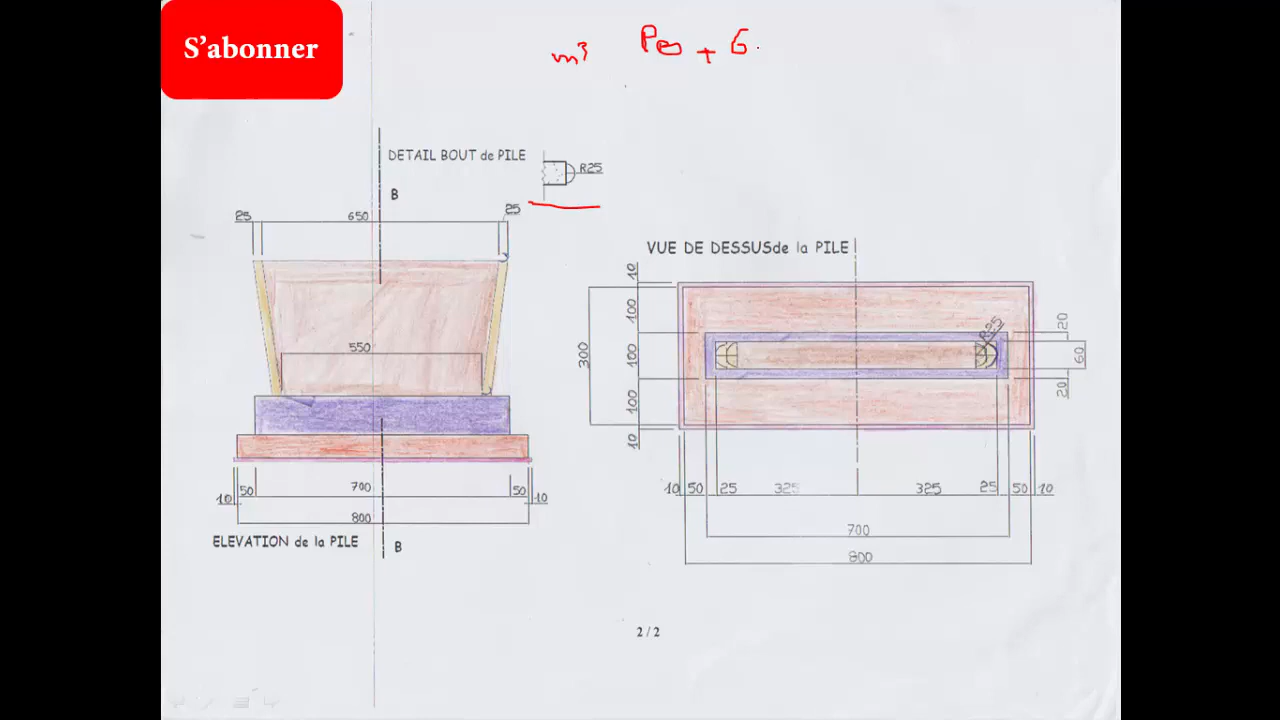 S'abonner
m³ Po + G
DETAIL BOUT de PILE
R25
B
25 650 25
550
10 50 700 50 10
800
ELEVATION de la PILE
B
VUE DE DESSUS de la PILE
10
100
300
100
100
10
R25
20
60
20
10 50 25 325 325 25 50 10
700
800
2 / 2